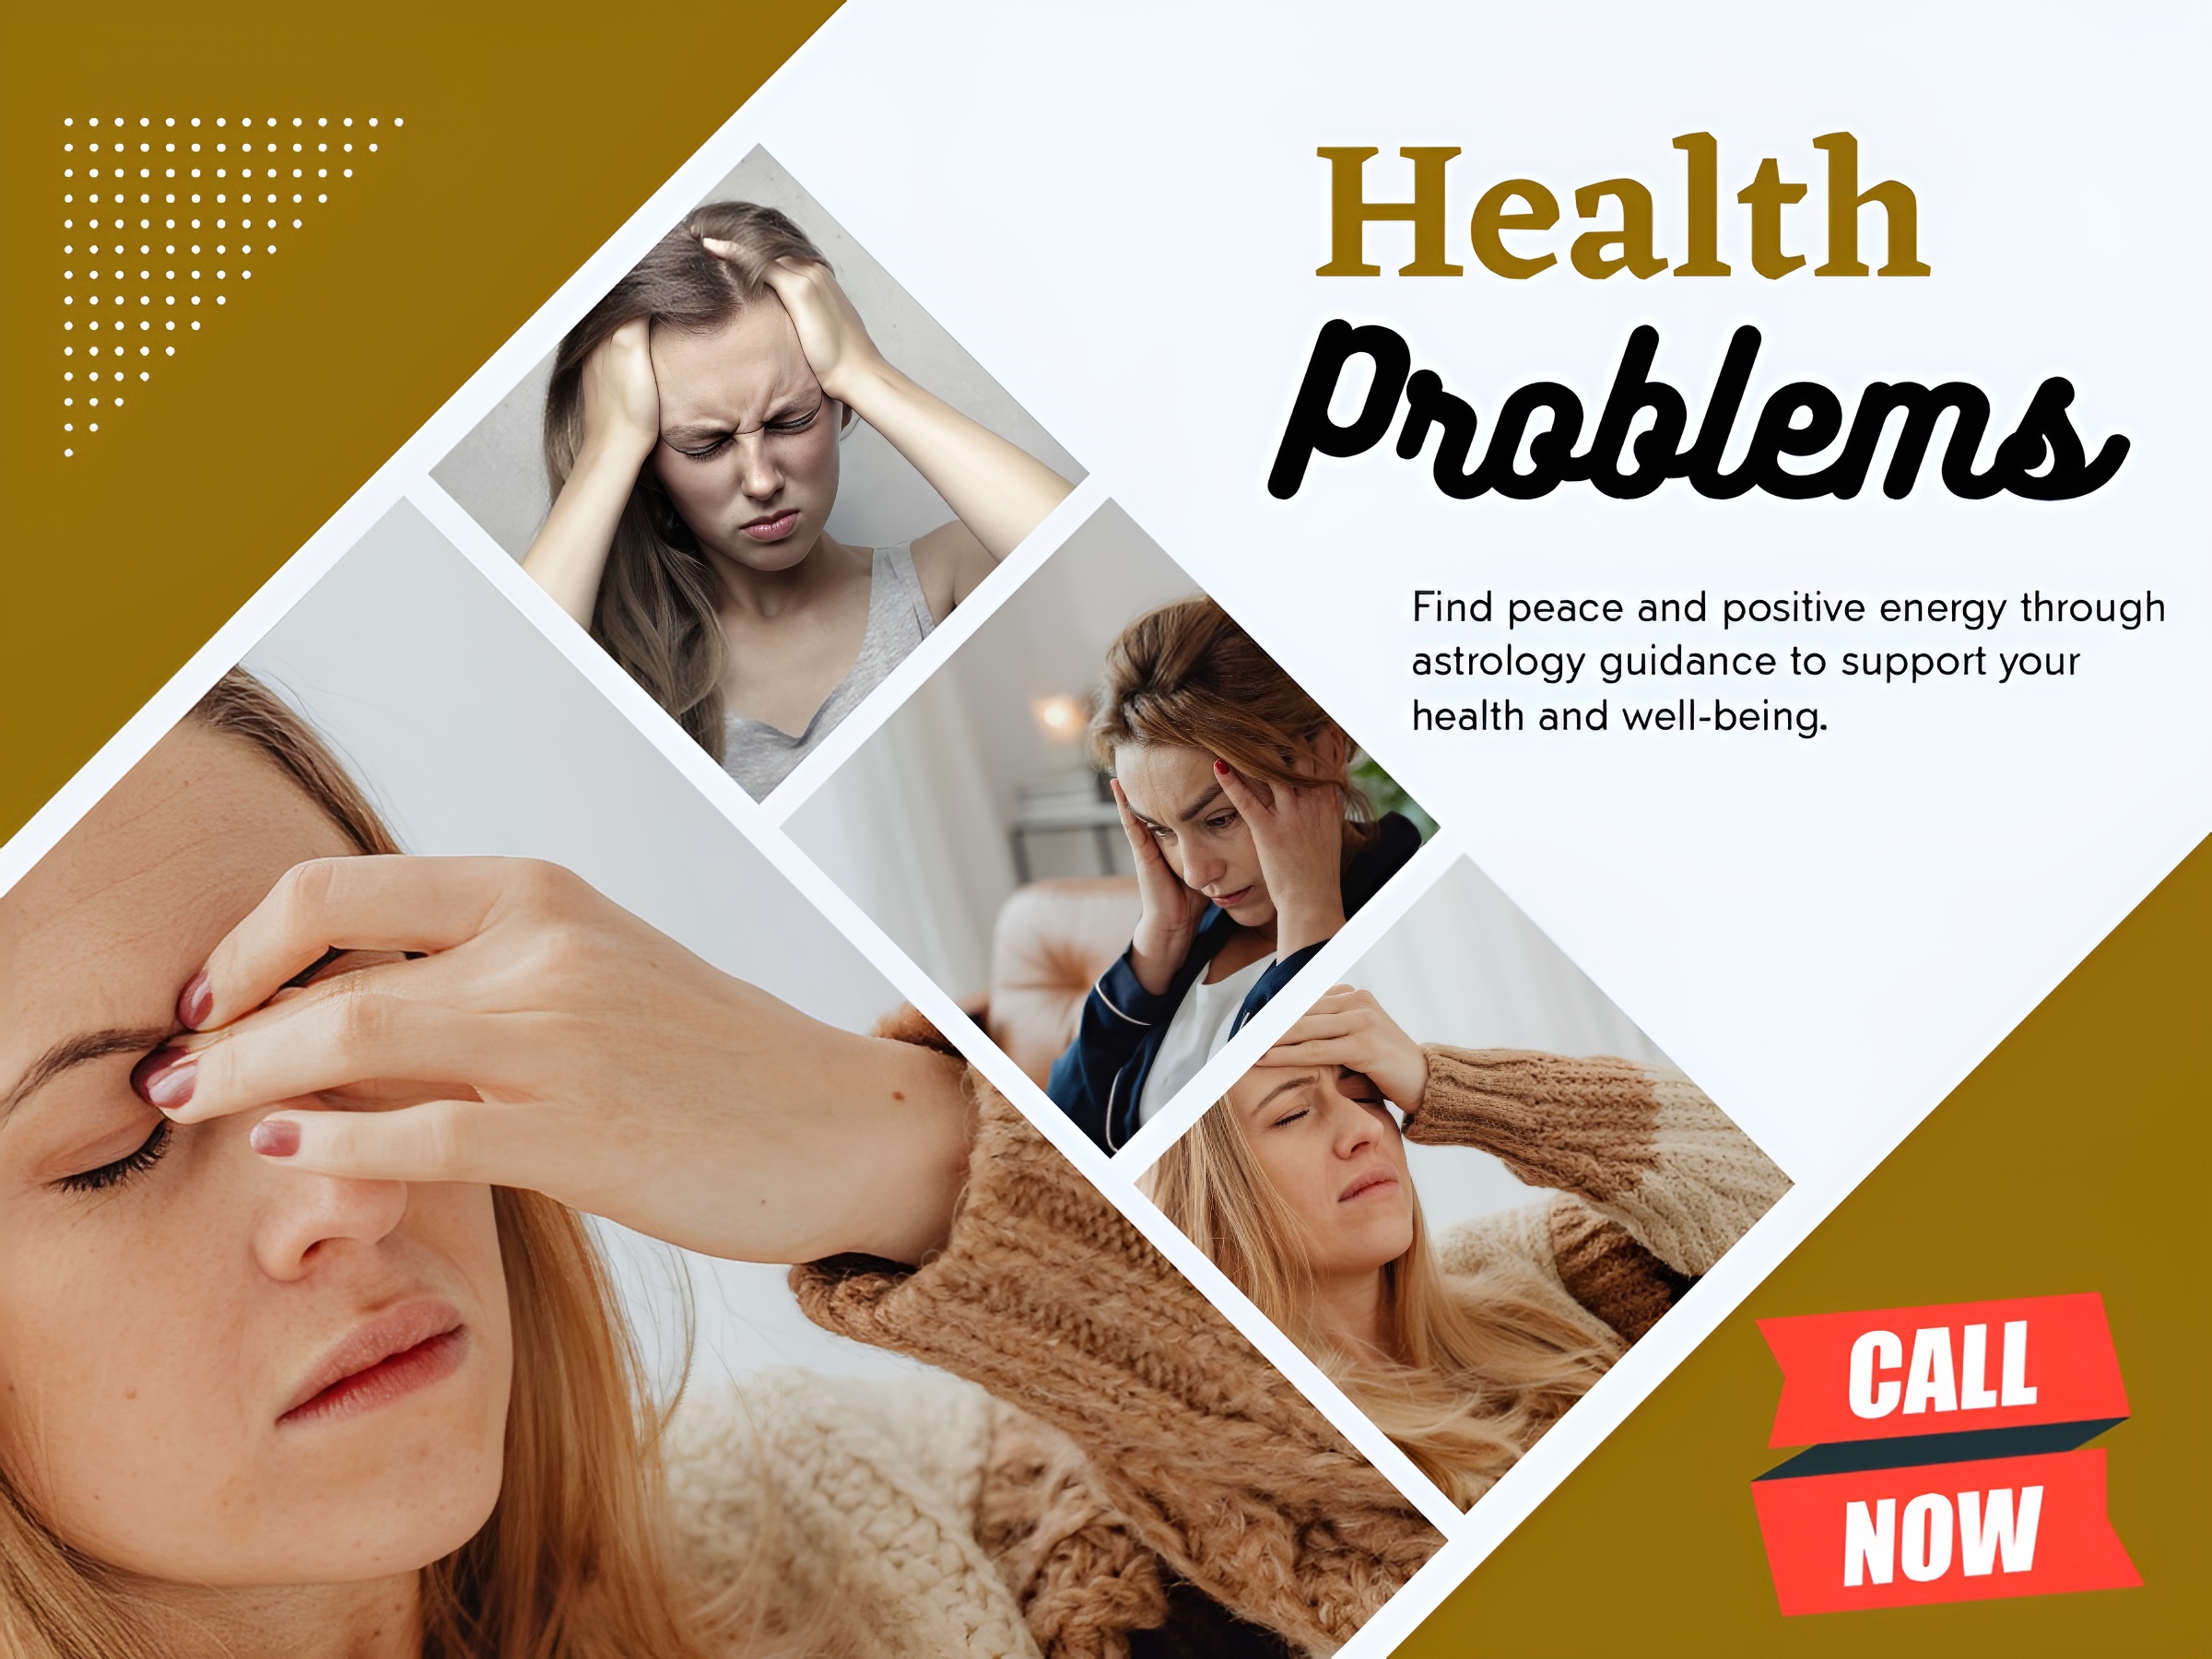 Health
Problems
Find peace and positive energy through
astrology guidance to support your
health and well-being.
CALL
NOW